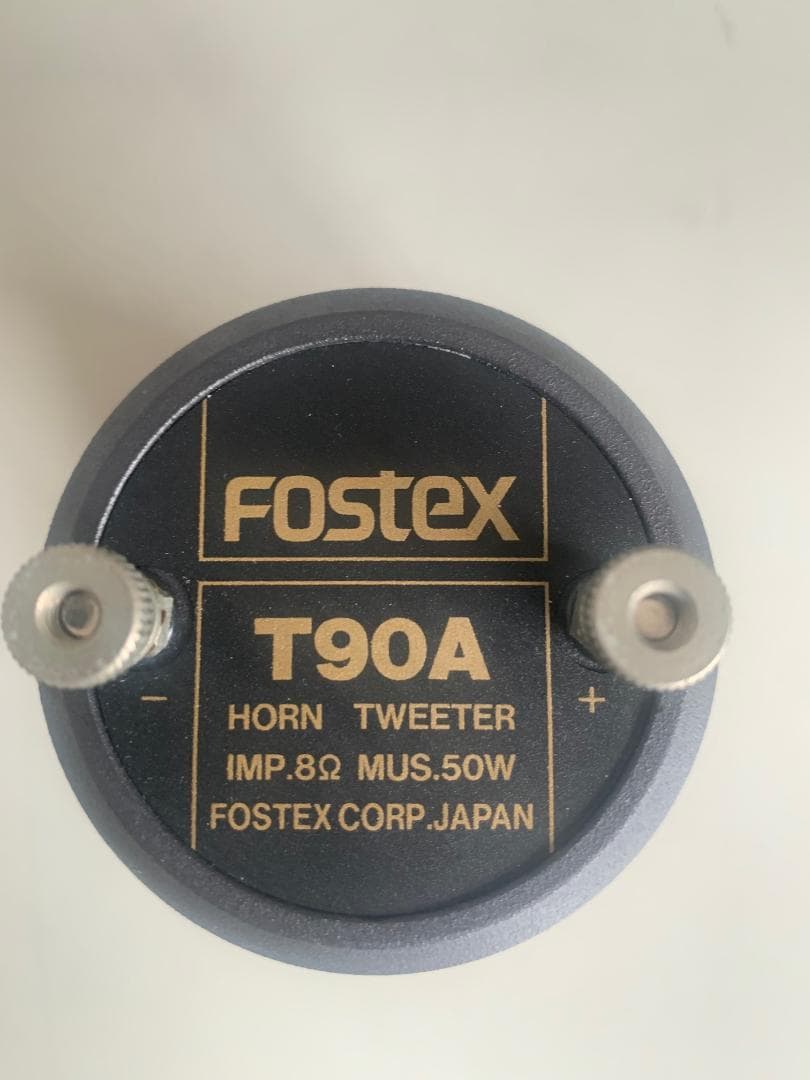 FOSTEX
T90A
HORN TWEETER
IMP.8Ω MUS.50W
FOSTEX CORP.JAPAN
− +